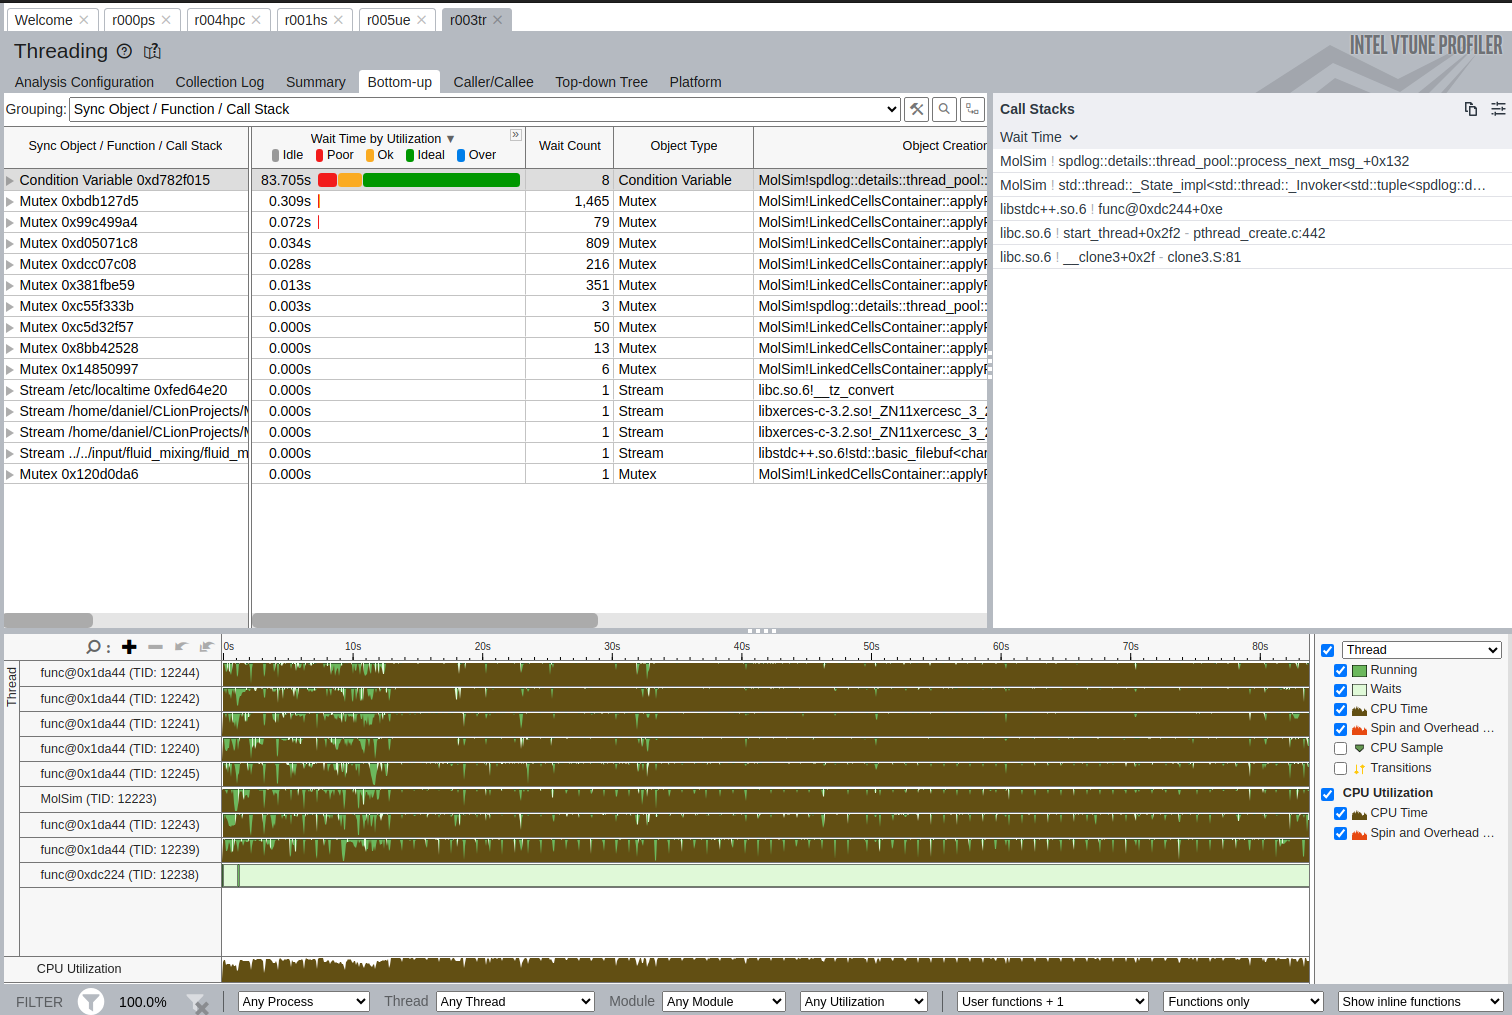 Welcome
r000ps
r004hpc
r001hs
r005ue
r003tr
Threading
INTEL VTUNE PROFILER
Analysis Configuration
Collection Log
Summary
Bottom-up
Caller/Callee
Top-down Tree
Platform
Grouping: Sync Object / Function / Call Stack
Sync Object / Function / Call Stack
Wait Time by Utilization ▼
Idle Poor Ok Ideal Over
Wait Count
Object Type
Object Creation
Condition Variable 0xd782f015 83.705s 8 Condition Variable MolSim!spdlog::details::thread_pool::
Mutex 0xbdb127d5 0.309s 1,465 Mutex MolSim!LinkedCellsContainer::applyF
Mutex 0x99c499a4 0.072s 79 Mutex MolSim!LinkedCellsContainer::applyF
Mutex 0xd05071c8 0.034s 809 Mutex MolSim!LinkedCellsContainer::applyF
Mutex 0xdcc07c08 0.028s 216 Mutex MolSim!LinkedCellsContainer::applyF
Mutex 0x381fbe59 0.013s 351 Mutex MolSim!LinkedCellsContainer::applyF
Mutex 0xc55f333b 0.003s 3 Mutex MolSim!spdlog::details::thread_pool::
Mutex 0xc5d32f57 0.000s 50 Mutex MolSim!LinkedCellsContainer::applyF
Mutex 0x8bb42528 0.000s 13 Mutex MolSim!LinkedCellsContainer::applyF
Mutex 0x14850997 0.000s 6 Mutex MolSim!LinkedCellsContainer::applyF
Stream /etc/localtime 0xfed64e20 0.000s 1 Stream libc.so.6!__tz_convert
Stream /home/daniel/CLionProjects/M 0.000s 1 Stream libxerces-c-3.2.so!_ZN11xercesc_3_2
Stream /home/daniel/CLionProjects/M 0.000s 1 Stream libxerces-c-3.2.so!_ZN11xercesc_3_2
Stream ../../input/fluid_mixing/fluid_m 0.000s 1 Stream libstdc++.so.6!std::basic_filebuf<char
Mutex 0x120d0da6 0.000s 1 Mutex MolSim!LinkedCellsContainer::applyF
Call Stacks
Wait Time
MolSim ! spdlog::details::thread_pool::process_next_msg_+0x132
MolSim ! std::thread::_State_impl<std::thread::_Invoker<std::tuple<spdlog::d…
libstdc++.so.6 ! func@0xdc244+0xe
libc.so.6 ! start_thread+0x2f2 - pthread_create.c:442
libc.so.6 ! __clone3+0x2f - clone3.S:81
0s 10s 20s 30s 40s 50s 60s 70s 80s
Thread
func@0x1da44 (TID: 12244)
func@0x1da44 (TID: 12242)
func@0x1da44 (TID: 12241)
func@0x1da44 (TID: 12240)
func@0x1da44 (TID: 12245)
MolSim (TID: 12223)
func@0x1da44 (TID: 12243)
func@0x1da44 (TID: 12239)
func@0xdc224 (TID: 12238)
CPU Utilization
Thread
Running
Waits
CPU Time
Spin and Overhead …
CPU Sample
Transitions
CPU Utilization
CPU Time
Spin and Overhead …
FILTER 100.0% Any Process Thread Any Thread Module Any Module Any Utilization User functions + 1 Functions only Show inline functions